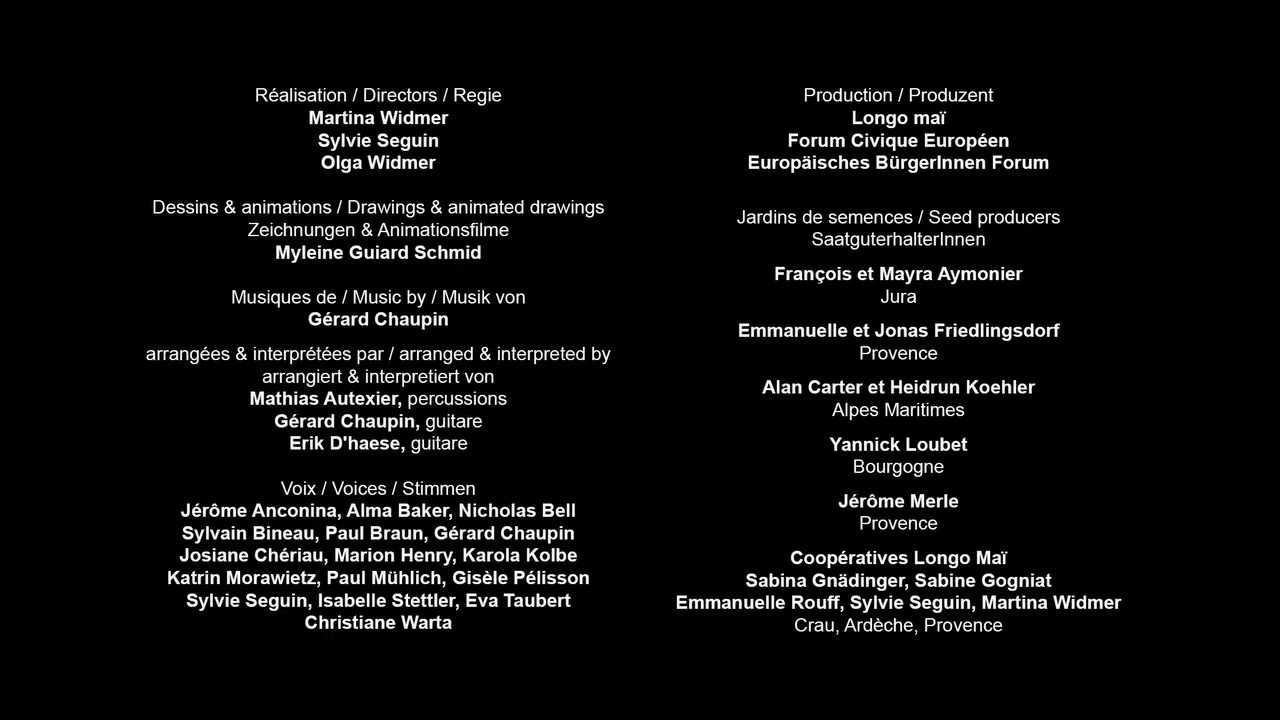 Réalisation / Directors / Regie
Martina Widmer
Sylvie Seguin
Olga Widmer
Dessins & animations / Drawings & animated drawings
Zeichnungen & Animationsfilme
Myleine Guiard Schmid
Musiques de / Music by / Musik von
Gérard Chaupin
arrangées & interprétées par / arranged & interpreted by
arrangiert & interpretiert von
Mathias Autexier, percussions
Gérard Chaupin, guitare
Erik D'haese, guitare
Voix / Voices / Stimmen
Jérôme Anconina, Alma Baker, Nicholas Bell
Sylvain Bineau, Paul Braun, Gérard Chaupin
Josiane Chériau, Marion Henry, Karola Kolbe
Katrin Morawietz, Paul Mühlich, Gisèle Pélisson
Sylvie Seguin, Isabelle Stettler, Eva Taubert
Christiane Warta
Production / Produzent
Longo maï
Forum Civique Européen
Europäisches BürgerInnen Forum
Jardins de semences / Seed producers
SaatguterhalterInnen
François et Mayra Aymonier
Jura
Emmanuelle et Jonas Friedlingsdorf
Provence
Alan Carter et Heidrun Koehler
Alpes Maritimes
Yannick Loubet
Bourgogne
Jérôme Merle
Provence
Coopératives Longo Maï
Sabina Gnädinger, Sabine Gogniat
Emmanuelle Rouff, Sylvie Seguin, Martina Widmer
Crau, Ardèche, Provence